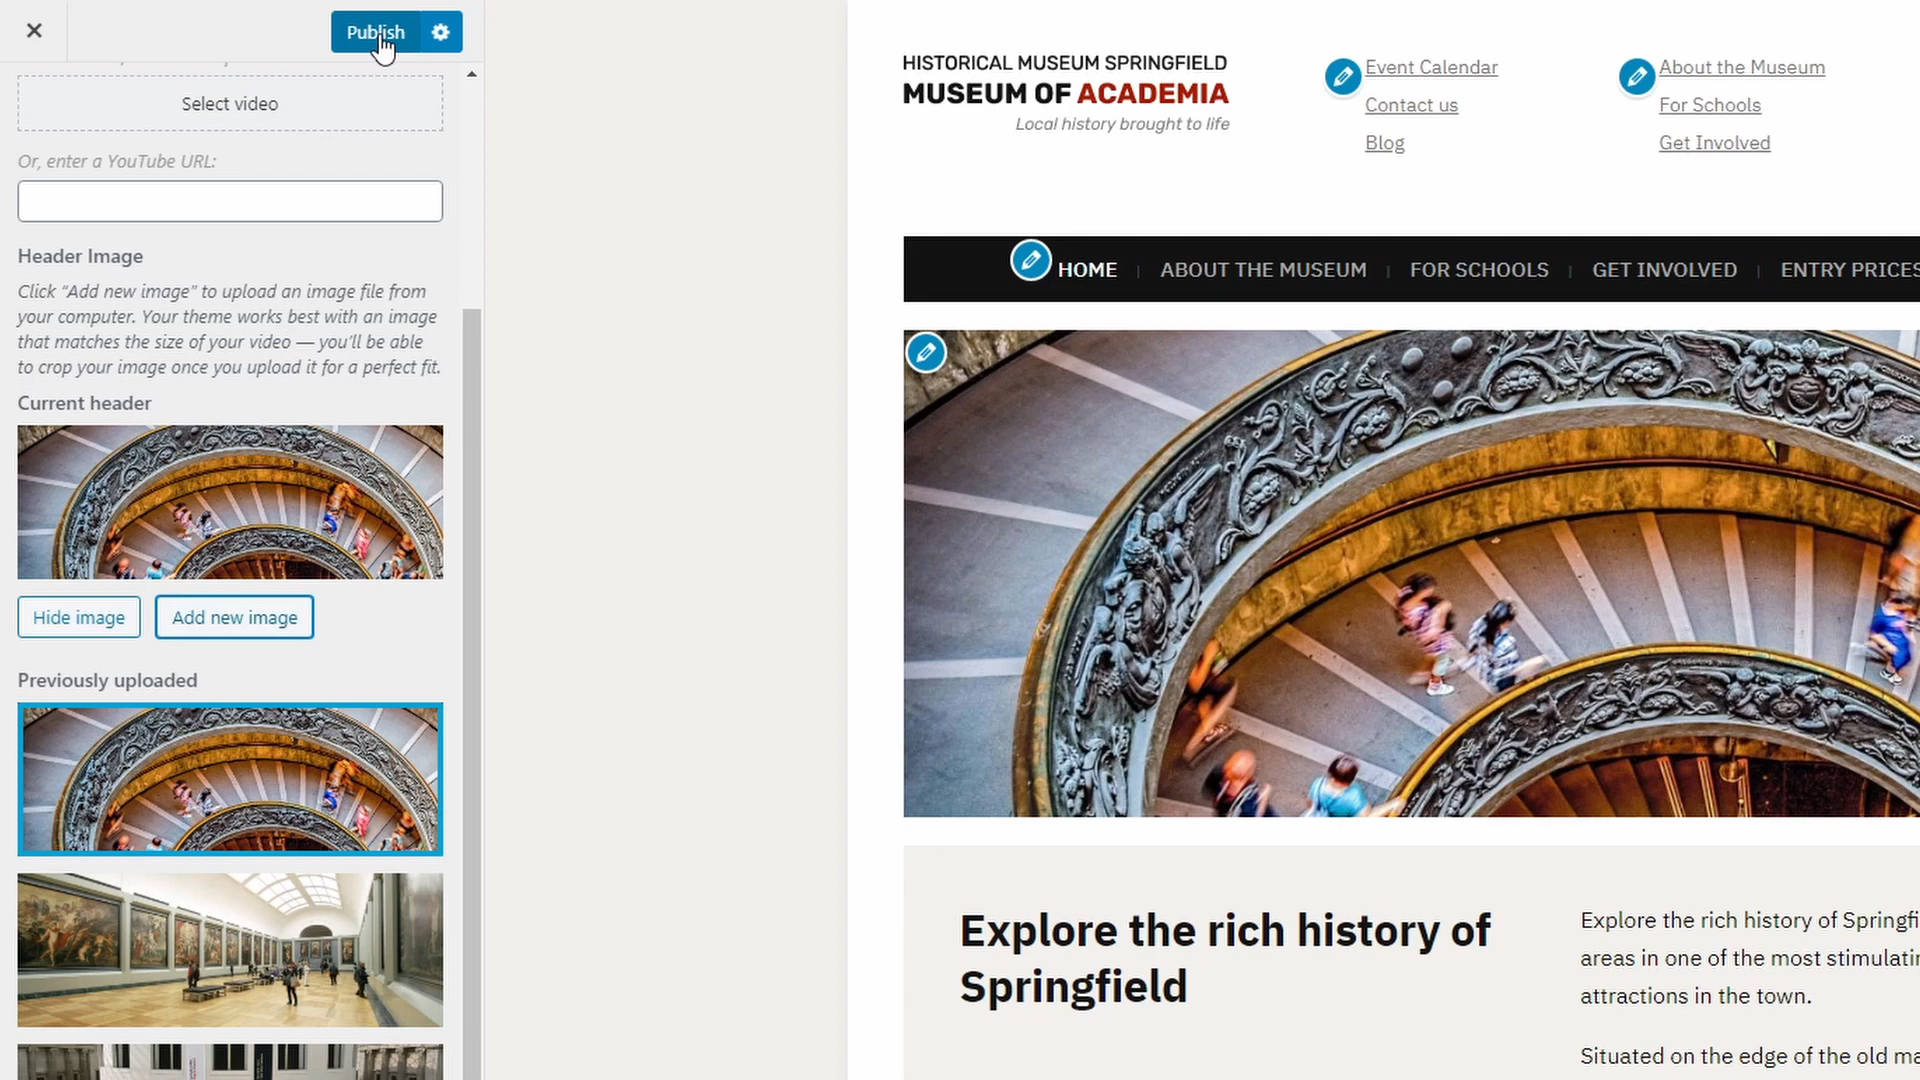 Publish
Select video
Or, enter a YouTube URL:
Header Image
Click “Add new image” to upload an image file from
your computer. Your theme works best with an image
that matches the size of your video — you’ll be able
to crop your image once you upload it for a perfect fit.
Current header
Hide image
Add new image
Previously uploaded
HISTORICAL MUSEUM SPRINGFIELD
MUSEUM OF ACADEMIA
Local history brought to life
Event Calendar
Contact us
Blog
About the Museum
For Schools
Get Involved
HOME | ABOUT THE MUSEUM | FOR SCHOOLS | GET INVOLVED | ENTRY PRICES
Explore the rich history of
Springfield
Explore the rich history of Springfi
areas in one of the most stimulatin
attractions in the town.
Situated on the edge of the old ma